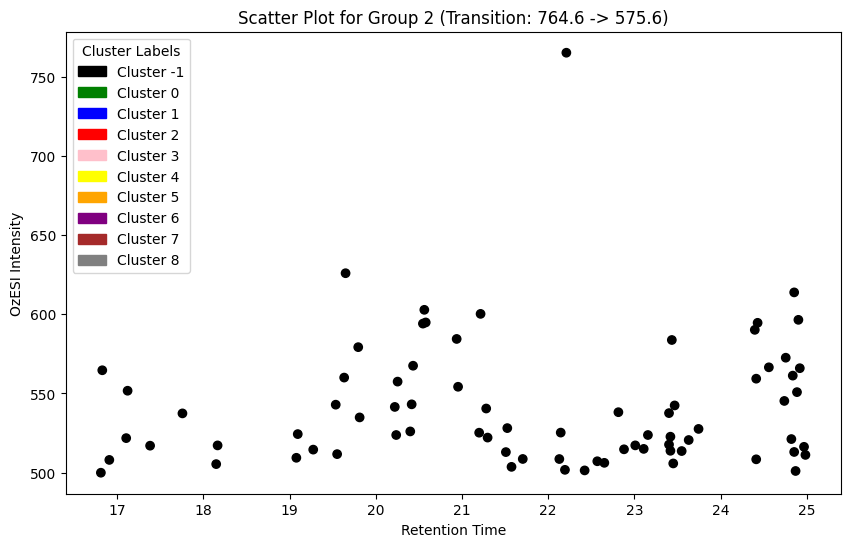 Scatter Plot for Group 2 (Transition: 764.6 -> 575.6)
Cluster Labels
Cluster -1
Cluster 0
Cluster 1
Cluster 2
Cluster 3
Cluster 4
Cluster 5
Cluster 6
Cluster 7
Cluster 8
OzESI Intensity
750
700
650
600
550
500
17 18 19 20 21 22 23 24 25
Retention Time